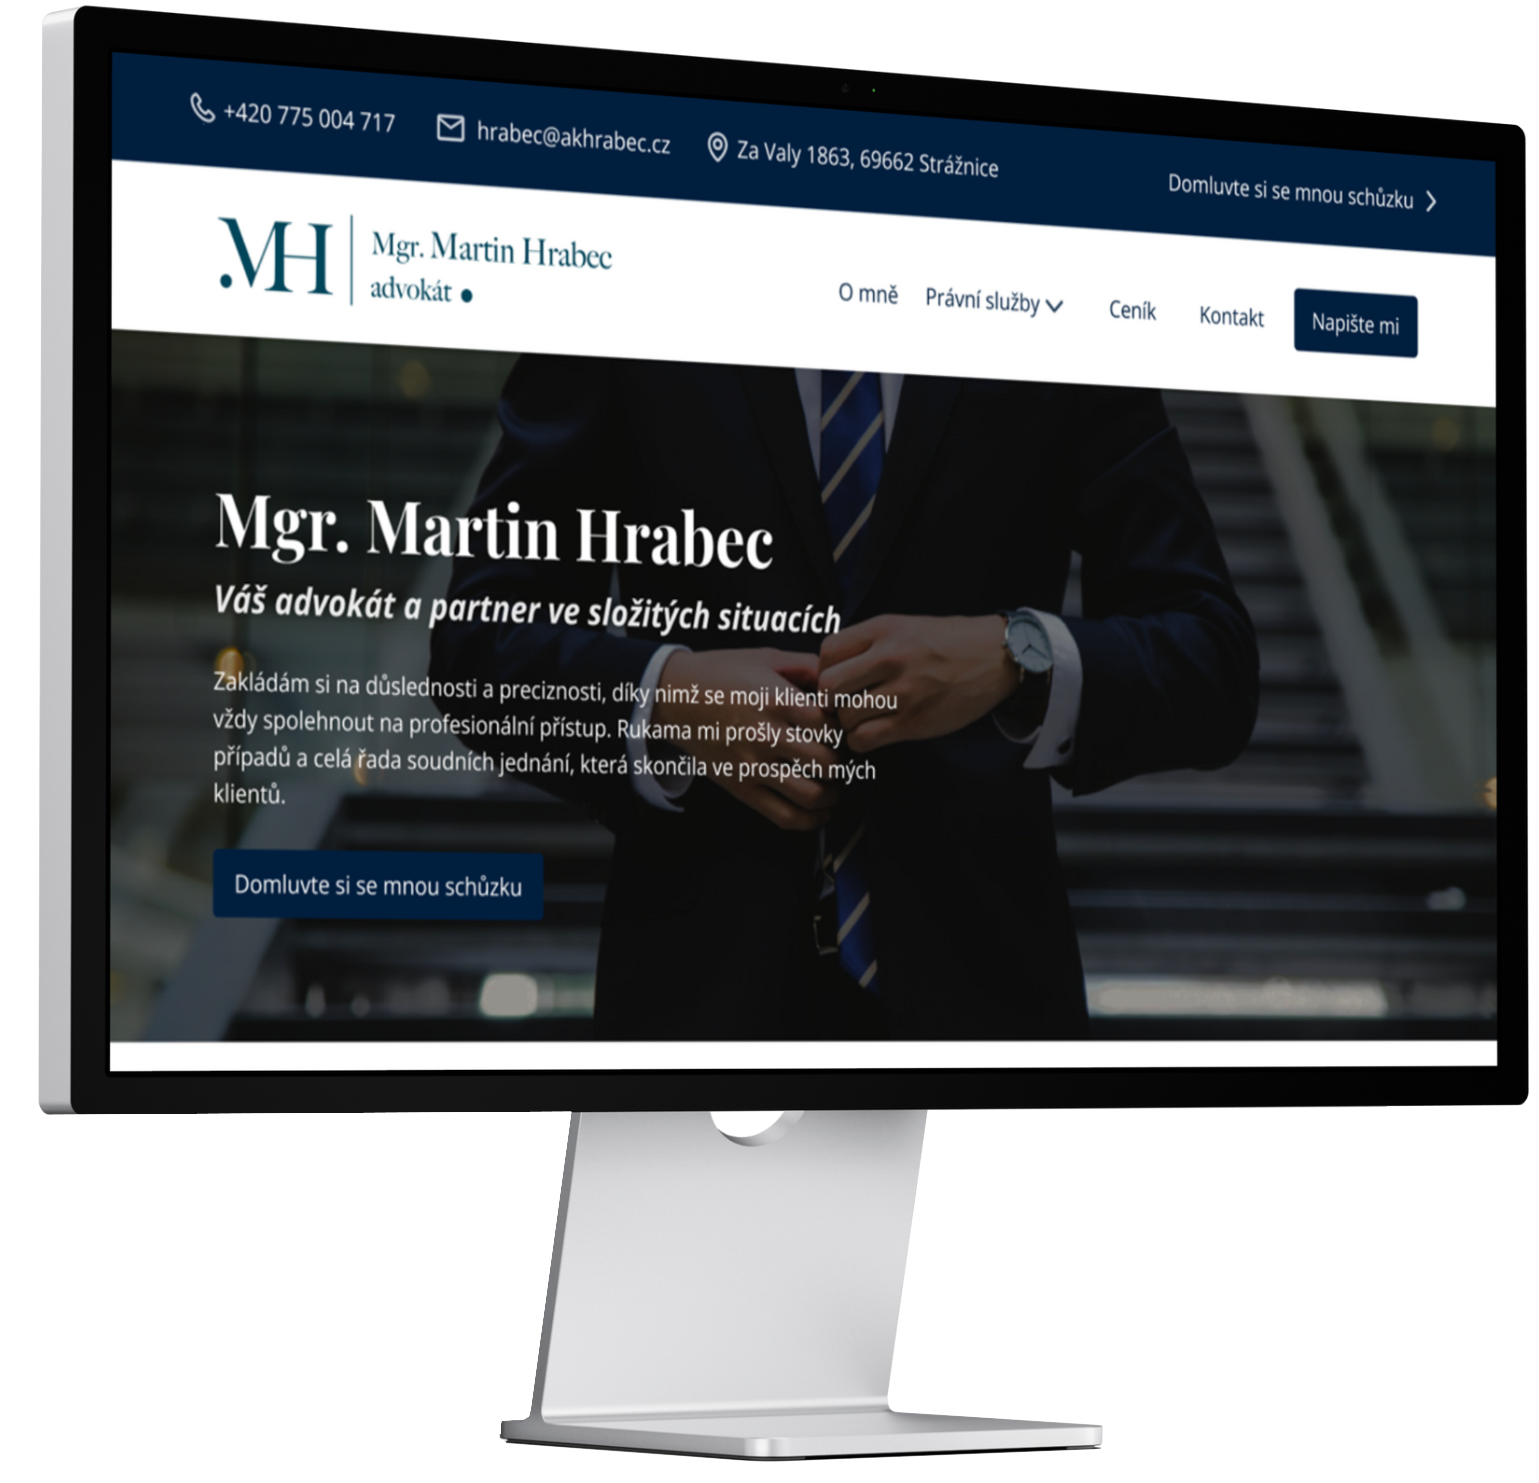 +420 775 004 717
hrabec@akhrabec.cz
Za Valy 1863, 69662 Strážnice
Domluvte si se mnou schůzku
MH
Mgr. Martin Hrabec
advokát
O mně
Právní služby
Ceník
Kontakt
Napište mi
Mgr. Martin Hrabec
Váš advokát a partner ve složitých situacích
Zakládám si na důslednosti a preciznosti, díky nimž se moji klienti mohou
vždy spolehnout na profesionální přístup. Rukama mi prošly stovky
případů a celá řada soudních jednání, která skončila ve prospěch mých
klientů.
Domluvte si se mnou schůzku